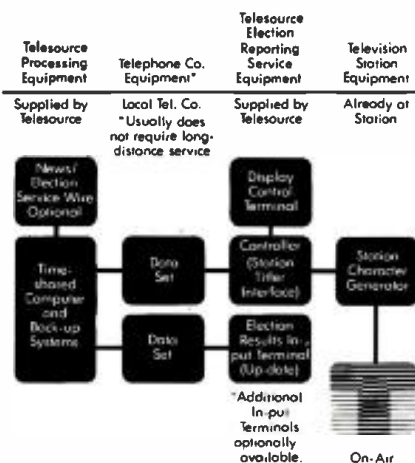 Telesource
Processing
Equipment
Telephone Co.
Equipment*
Telesource
Election
Reporting
Service
Equipment
Television
Station
Equipment
Supplied by
Telesource
Local Tel. Co.
*Usually does
not require long-
distance service
Supplied by
Telesource
Already at
Station
News/
Election
Service Wire
Optional
Display
Control
Terminal
Time-
shared
Computer
and
Back-up
Systems
Data
Set
Controller
(Station
Titler
Interface)
Station
Character
Generator
Data
Set
Election
Results In-
put Terminal
(Up-date)
*Additional
In-put
Terminals
optionally
available.
On-Air